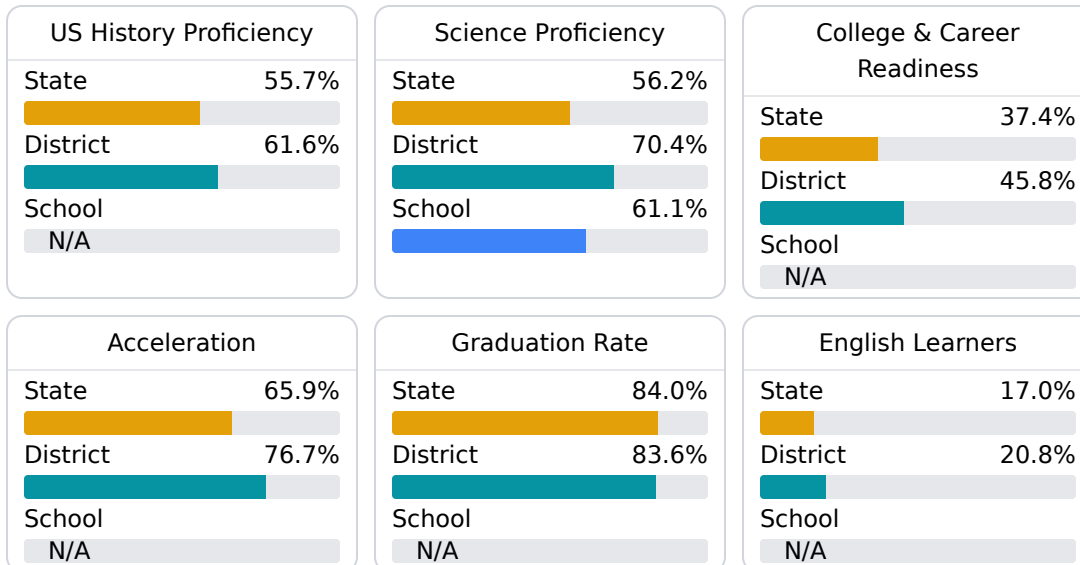 US History Proficiency
State 55.7%
District 61.6%
School
N/A
Science Proficiency
State 56.2%
District 70.4%
School 61.1%
College & Career
Readiness
State 37.4%
District 45.8%
School
N/A
Acceleration
State 65.9%
District 76.7%
School
N/A
Graduation Rate
State 84.0%
District 83.6%
School
N/A
English Learners
State 17.0%
District 20.8%
School
N/A